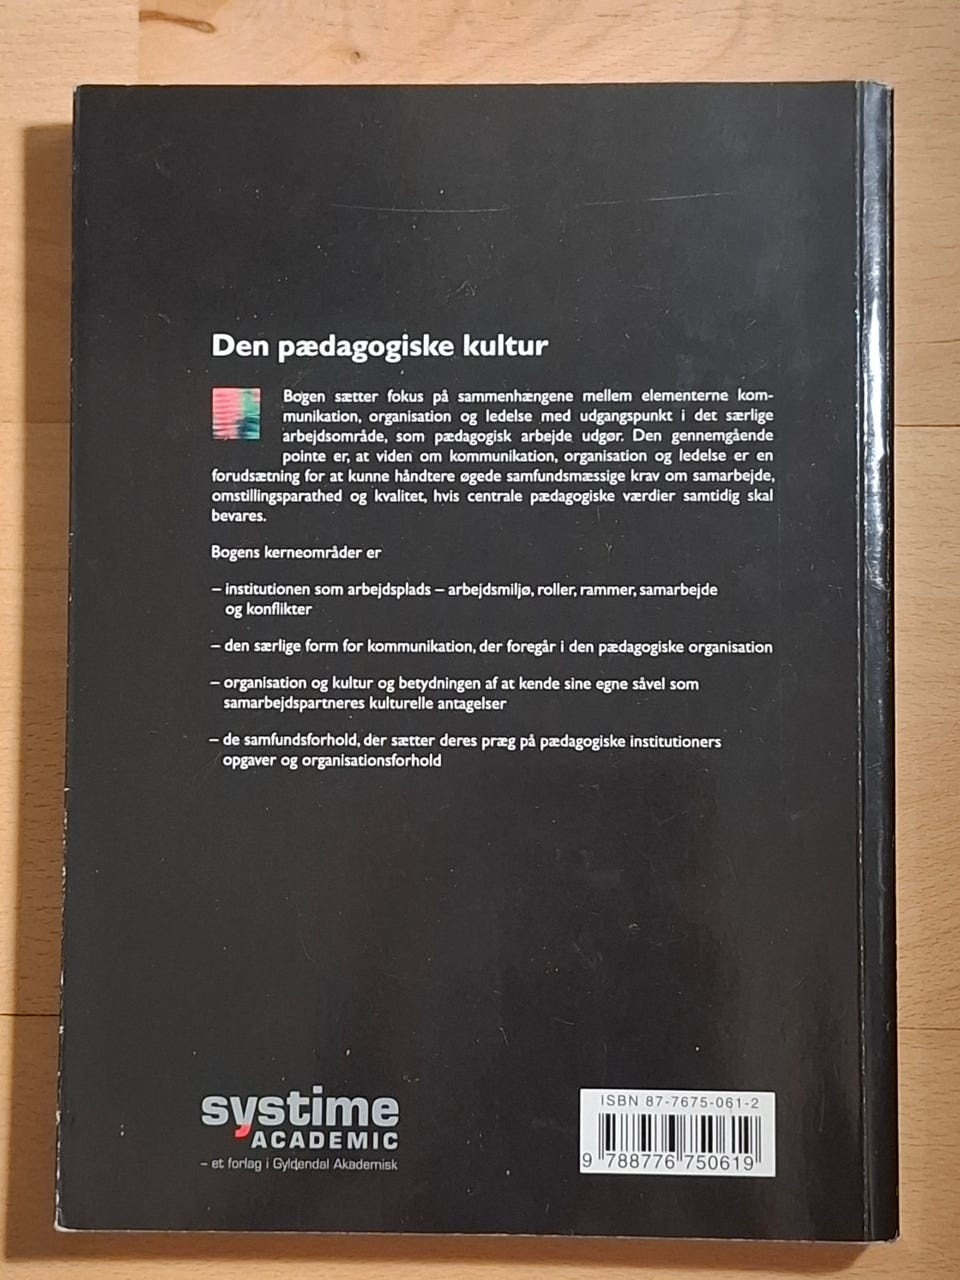 Den pædagogiske kultur
Bogen sætter fokus på sammenhængene mellem elementerne kom-
munikation, organisation og ledelse med udgangspunkt i det særlige
arbejdsområde, som pædagogisk arbejde udgør. Den gennemgående
pointe er, at viden om kommunikation, organisation og ledelse er en
forudsætning for at kunne håndtere øgede samfundsmæssige krav om samarbejde,
omstillingsparathed og kvalitet, hvis centrale pædagogiske værdier samtidig skal
bevares.
Bogens kerneområder er
– institutionen som arbejdsplads – arbejdsmiljø, roller, rammer, samarbejde
og konflikter
– den særlige form for kommunikation, der foregår i den pædagogiske organisation
– organisation og kultur og betydningen af at kende sine egne såvel som
samarbejdspartneres kulturelle antagelser
– de samfundsforhold, der sætter deres præg på pædagogiske institutioners
opgaver og organisationsforhold
systime
ACADEMIC
– et forlag i Gyldendal Akademisk
ISBN 87-7675-061-2
9 788776 750619